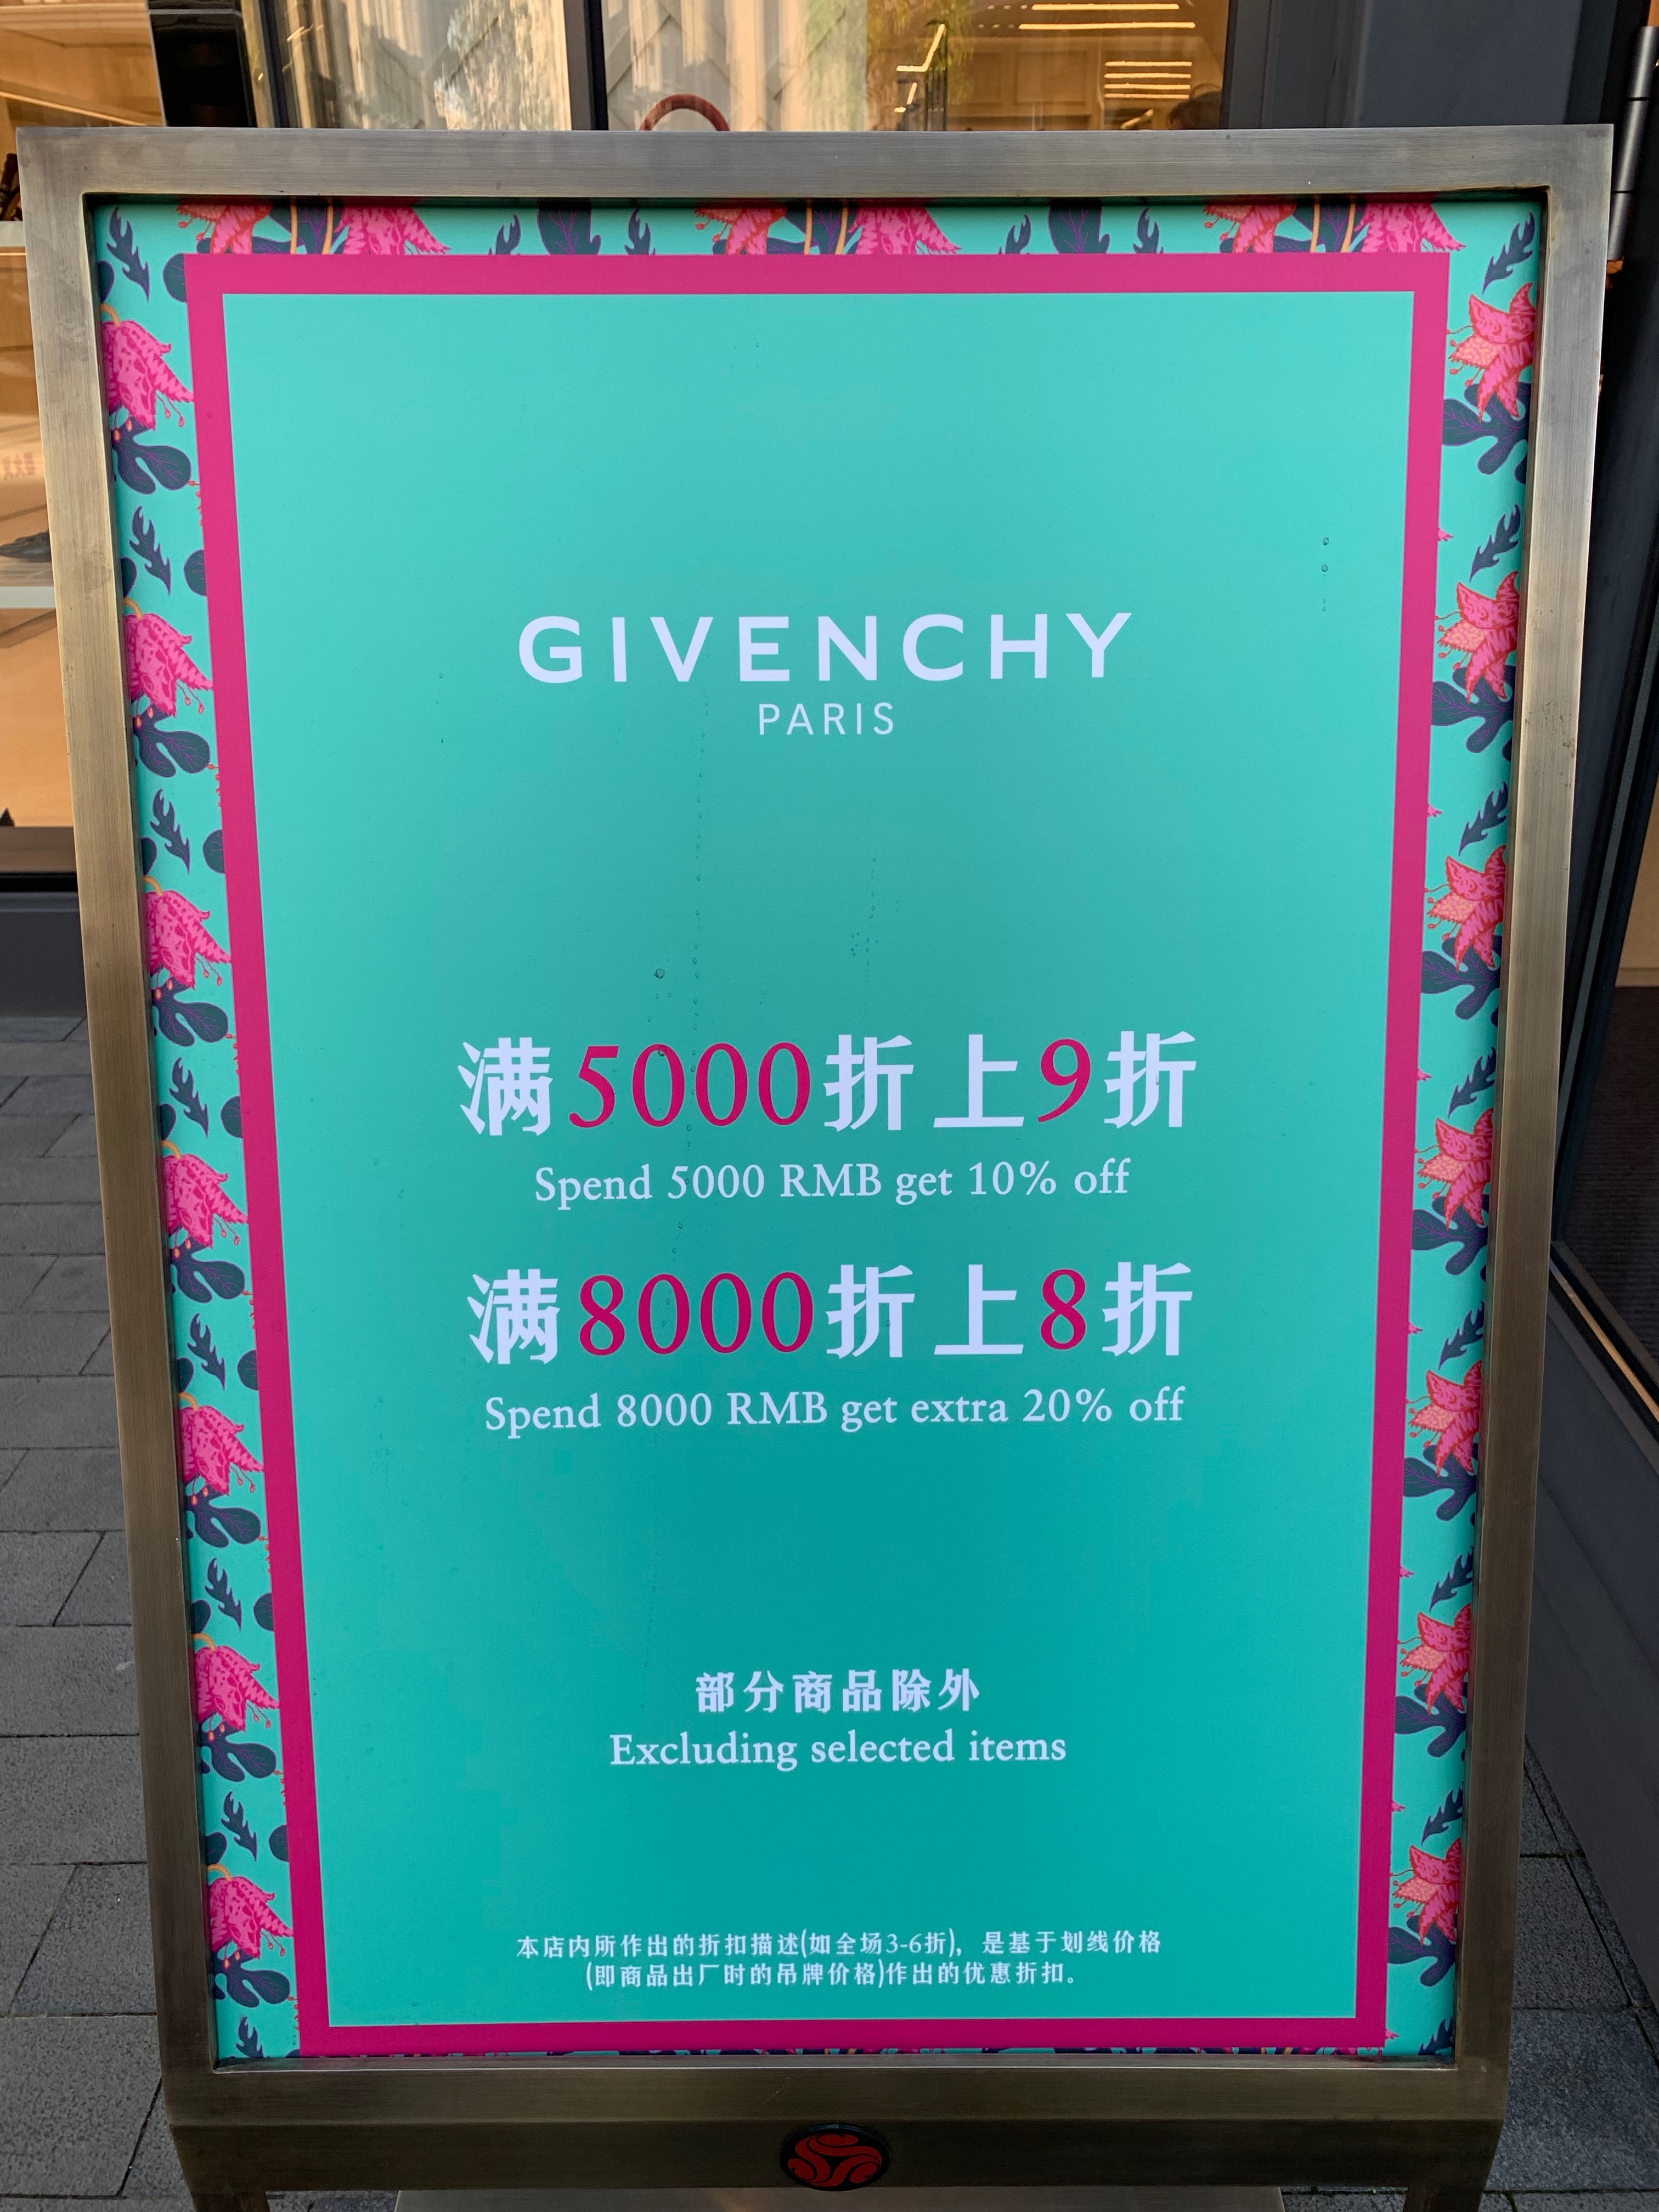 GIVENCHY
PARIS
满5000折上9折
Spend 5000 RMB get 10% off
满8000折上8折
Spend 8000 RMB get extra 20% off
部分商品除外
Excluding selected items
本店内所作出的折扣描述(如全场3-6折)，是基于划线价格
(即商品出厂时的吊牌价格)作出的优惠折扣。